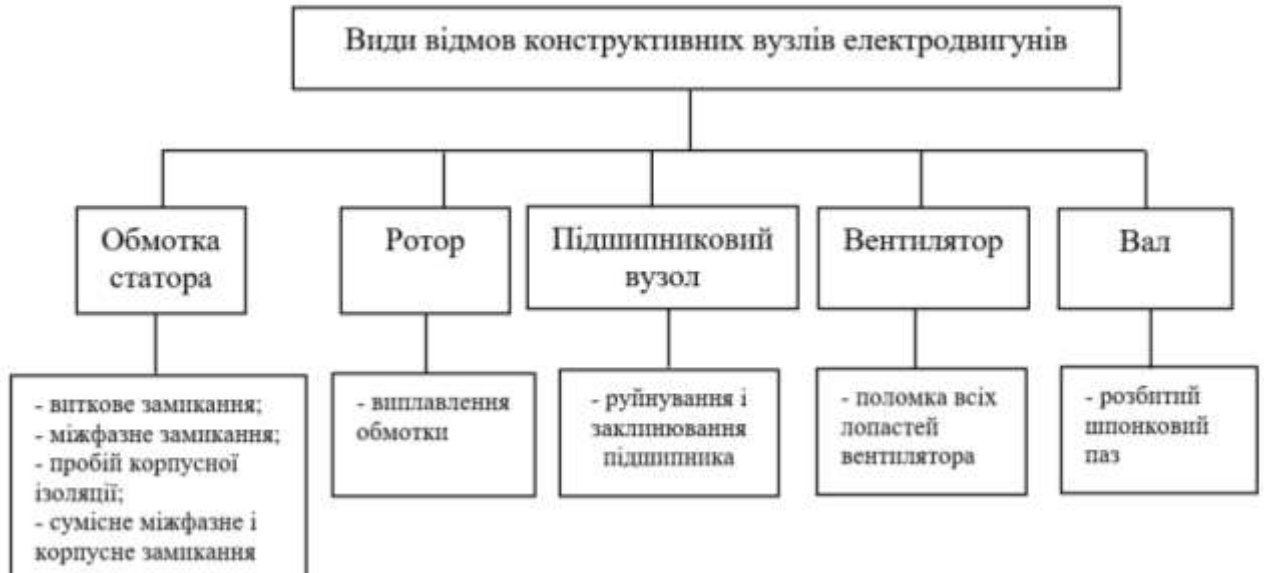 Види відмов конструктивних вузлів електродвигунів
Обмотка
статора
Ротор
Підшипниковий
вузол
Вентилятор
Вал
- виткове замикання;
- міжфазне замикання;
- пробій корпусної
ізоляції;
- сумісне міжфазне і
корпусне замикання
- виплавлення
обмотки
- руйнування і
заклинювання
підшипника
- поломка всіх
лопастей
вентилятора
- розбитий
шпонковий
паз